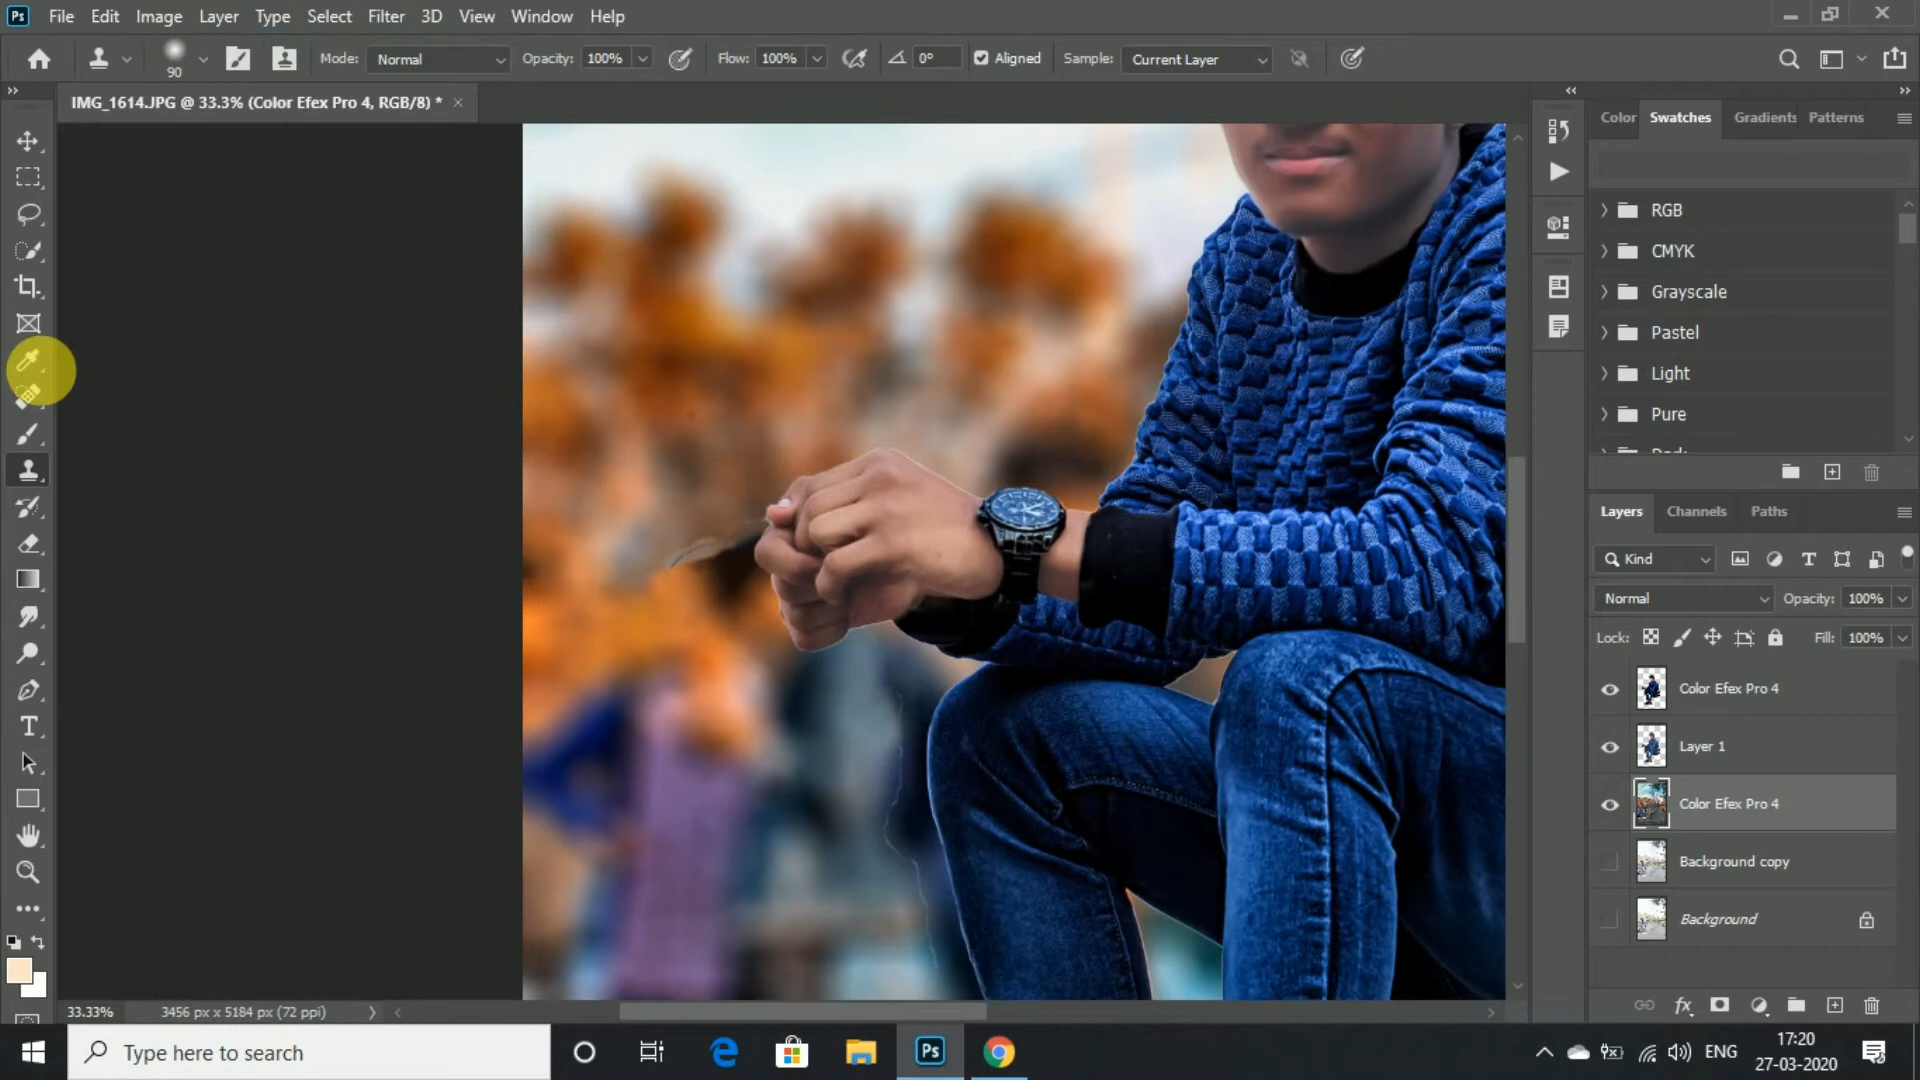 Ps File Edit Image Layer Type Select Filter 3D View Window Help
90 Mode: Normal Opacity: 100% Flow: 100% 0° Aligned Sample: Current Layer
IMG_1614.JPG @ 33.3% (Color Efex Pro 4, RGB/8) *
Color Swatches Gradients Patterns
RGB
CMYK
Grayscale
Pastel
Light
Pure
Layers Channels Paths
Kind
Normal Opacity: 100%
Lock: Fill: 100%
Color Efex Pro 4
Layer 1
Color Efex Pro 4
Background copy
Background
fx
33.33% 3456 px x 5184 px (72 ppi)
Type here to search
Ps
ENG
17:20
27-03-2020